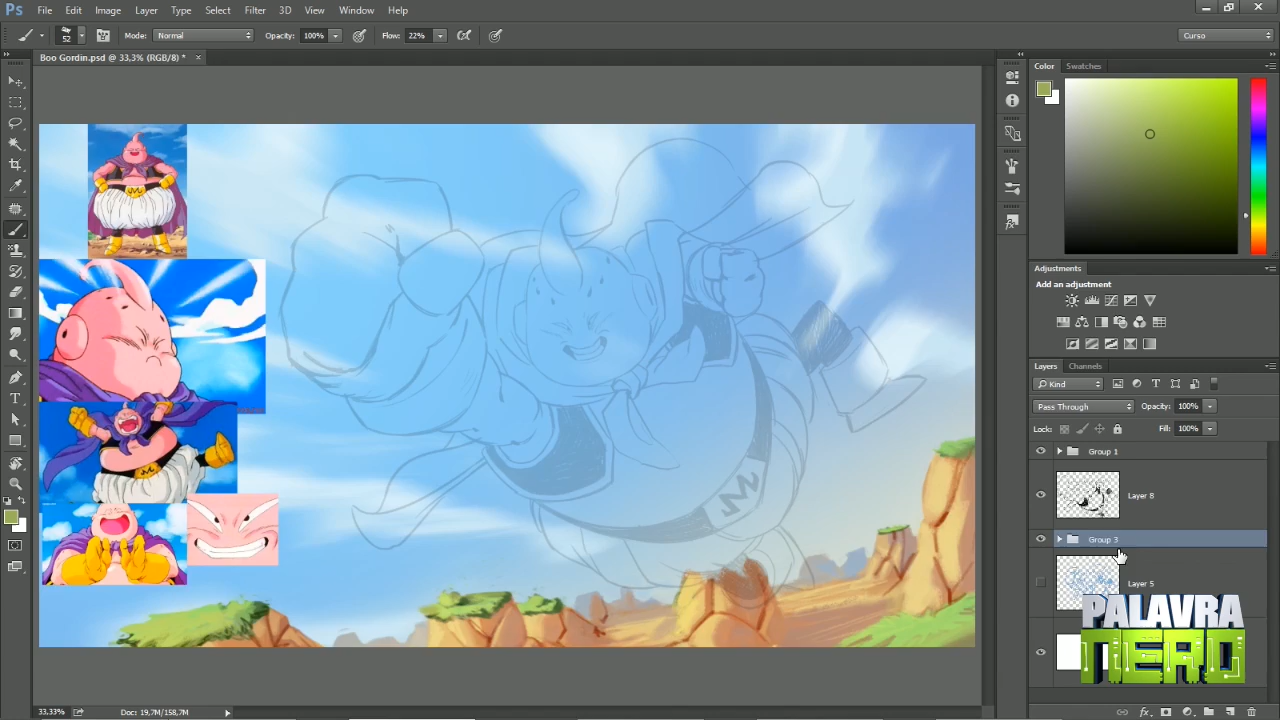 Ps File Edit Image Layer Type Select Filter 3D View Window Help
52 Mode: Normal Opacity: 100% Flow: 22% Curso
Boo Gordin.psd @ 33,3% (RGB/8) * ×
Color Swatches
Adjustments
Add an adjustment
Layers Channels
Kind
Pass Through Opacity: 100%
Lock: Fill: 100%
Group 1
Layer 8
Group 3
Layer 5
PALAVRA
NERD
33,33% Doc: 19,7M/158,7M